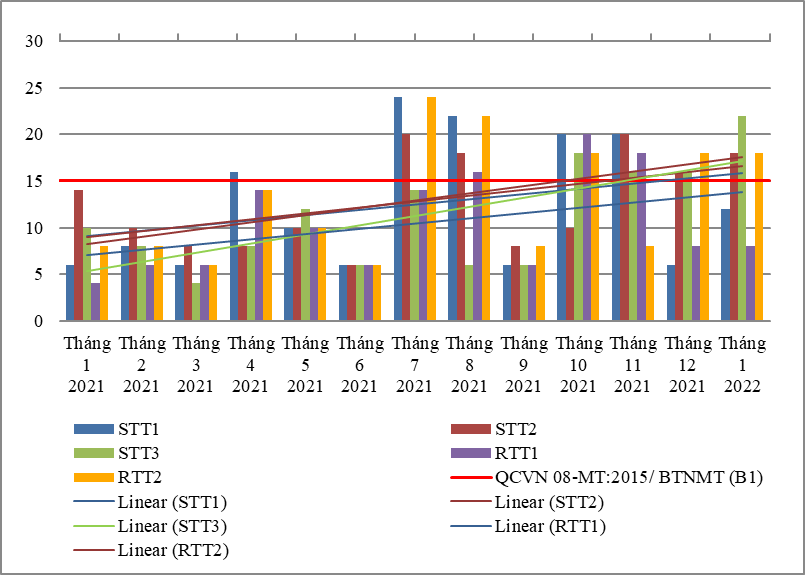 30
25
20
15
10
5
0
Tháng Tháng Tháng Tháng Tháng Tháng Tháng Tháng Tháng Tháng Tháng Tháng Tháng
1 2 3 4 5 6 7 8 9 10 11 12 1
2021 2021 2021 2021 2021 2021 2021 2021 2021 2021 2021 2021 2022
STT1 STT2
STT3 RTT1
RTT2 QCVN 08-MT:2015/ BTNMT (B1)
Linear (STT1) Linear (STT2)
Linear (STT3) Linear (RTT1)
Linear (RTT2)